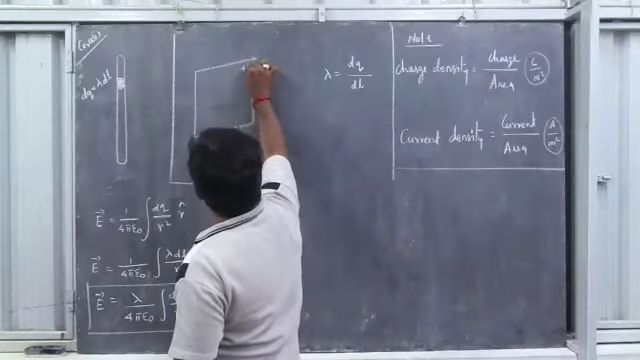 dq = λdl
E⃗ = 1/4πε₀ ∫ dq/r² r̂
E⃗ = 1/4πε₀ ∫ λdl
E⃗ = λ/4πε₀ ∫
λ = dq/dl
Note
Charge density = charge/Area C/m²
Current density = Current/Area A/m²